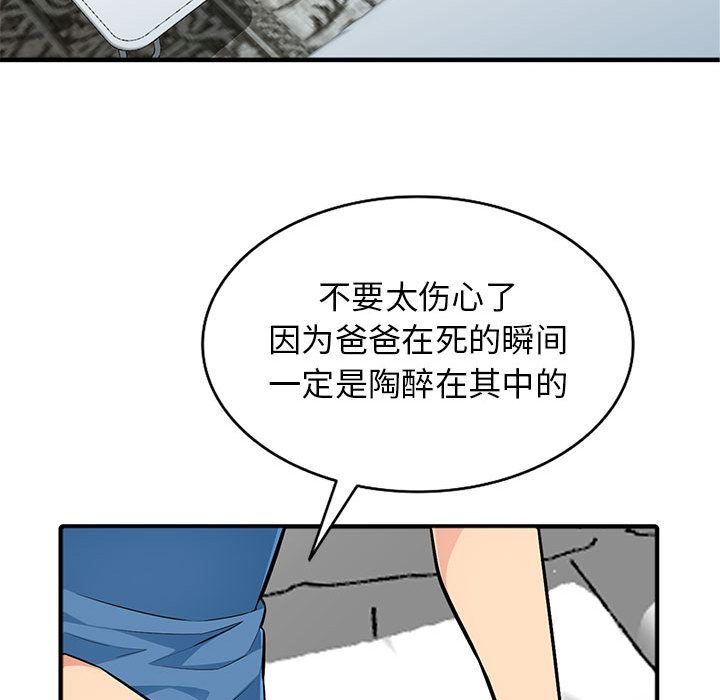 不要太伤心了
因为爸爸在死的瞬间
一定是陶醉在其中的